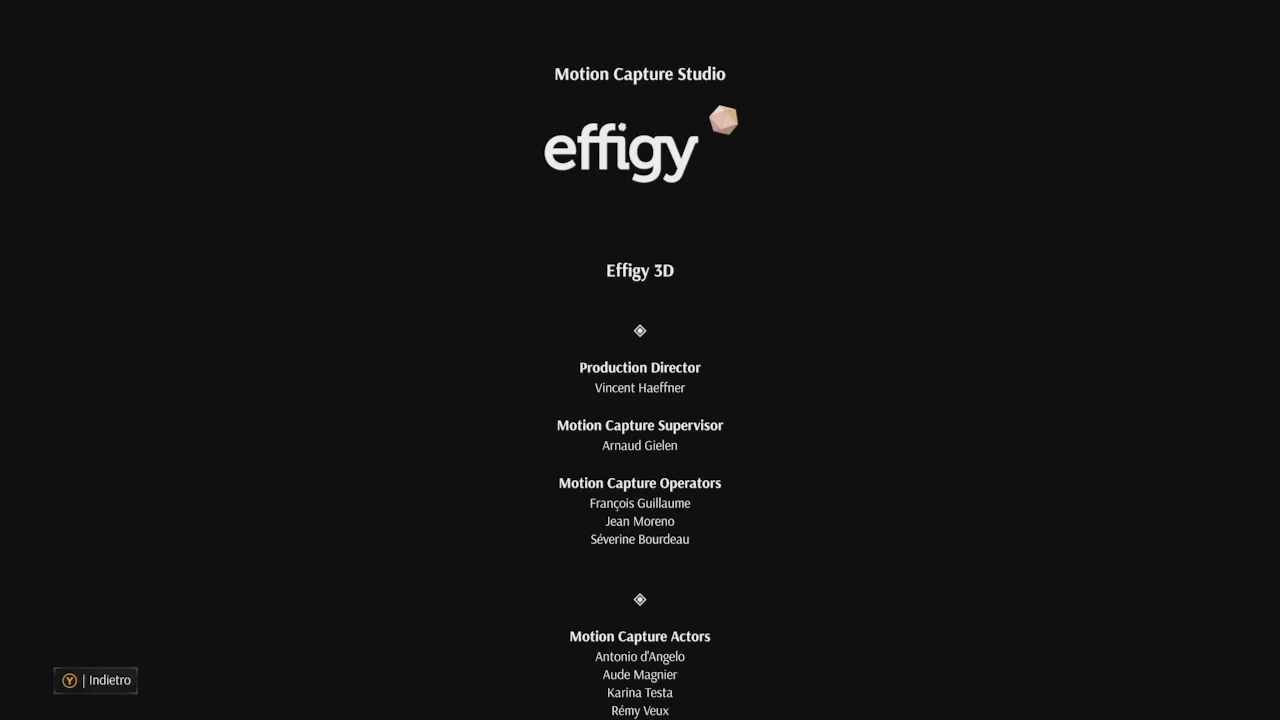 Motion Capture Studio
effigy
Effigy 3D
Production Director
Vincent Haeffner
Motion Capture Supervisor
Arnaud Gielen
Motion Capture Operators
François Guillaume
Jean Moreno
Séverine Bourdeau
Motion Capture Actors
Antonio d'Angelo
Aude Magnier
Karina Testa
Rémy Veux
Y | Indietro